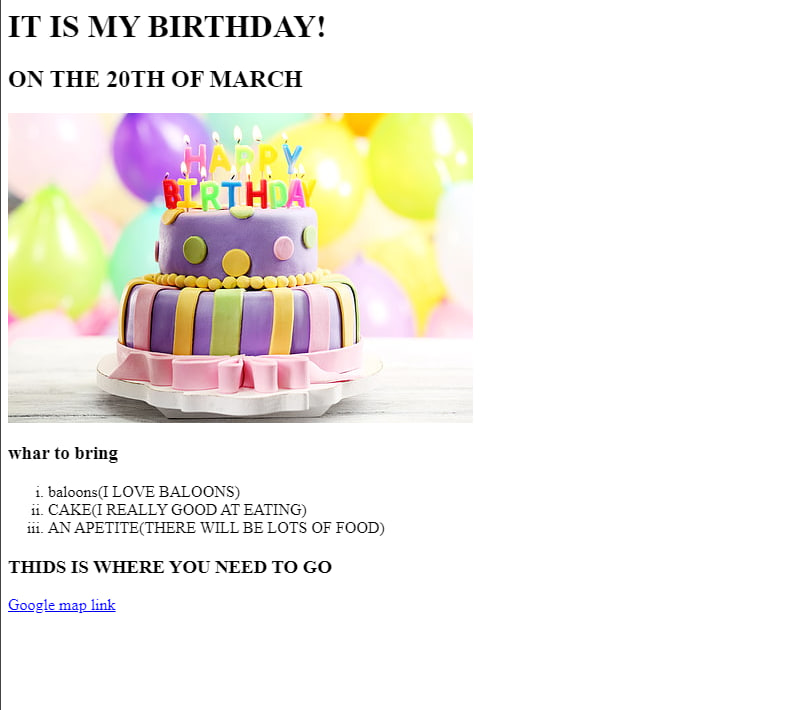 IT IS MY BIRTHDAY!
ON THE 20TH OF MARCH
HAPPY
BIRTHDAY
whar to bring
i. baloons(I LOVE BALOONS)
ii. CAKE(I REALLY GOOD AT EATING)
iii. AN APETITE(THERE WILL BE LOTS OF FOOD)
THIDS IS WHERE YOU NEED TO GO
Google map link